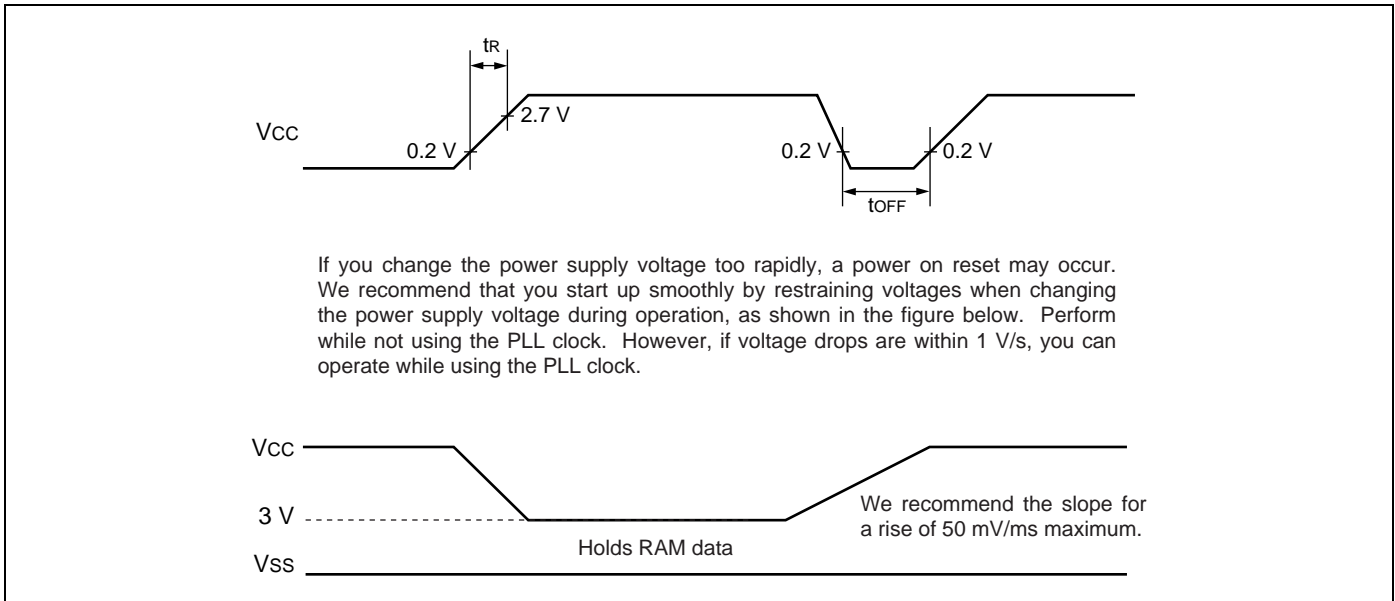 tR
2.7 V
VCC
0.2 V
0.2 V
0.2 V
tOFF
If you change the power supply voltage too rapidly, a power on reset may occur.
We recommend that you start up smoothly by restraining voltages when changing
the power supply voltage during operation, as shown in the figure below. Perform
while not using the PLL clock. However, if voltage drops are within 1 V/s, you can
operate while using the PLL clock.
VCC
We recommend the slope for
a rise of 50 mV/ms maximum.
3 V
Holds RAM data
VSS